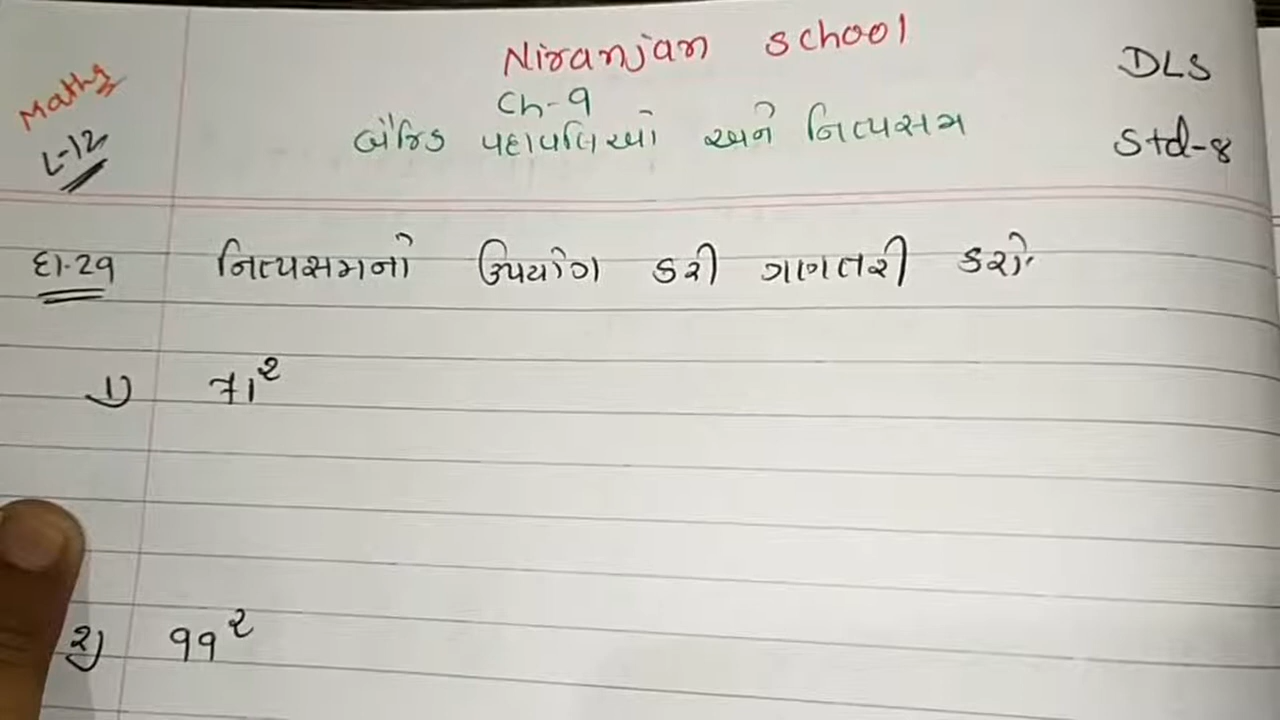 Niranjan school
Maths
L-12
Ch-9
બૈજિક પદાવલિઓ અને નિત્યસમ
DLS
Std-8
દા.29 નિત્યસમનો ઉપયોગ કરી ગણતરી કરો.
1) 71²
2) 99²